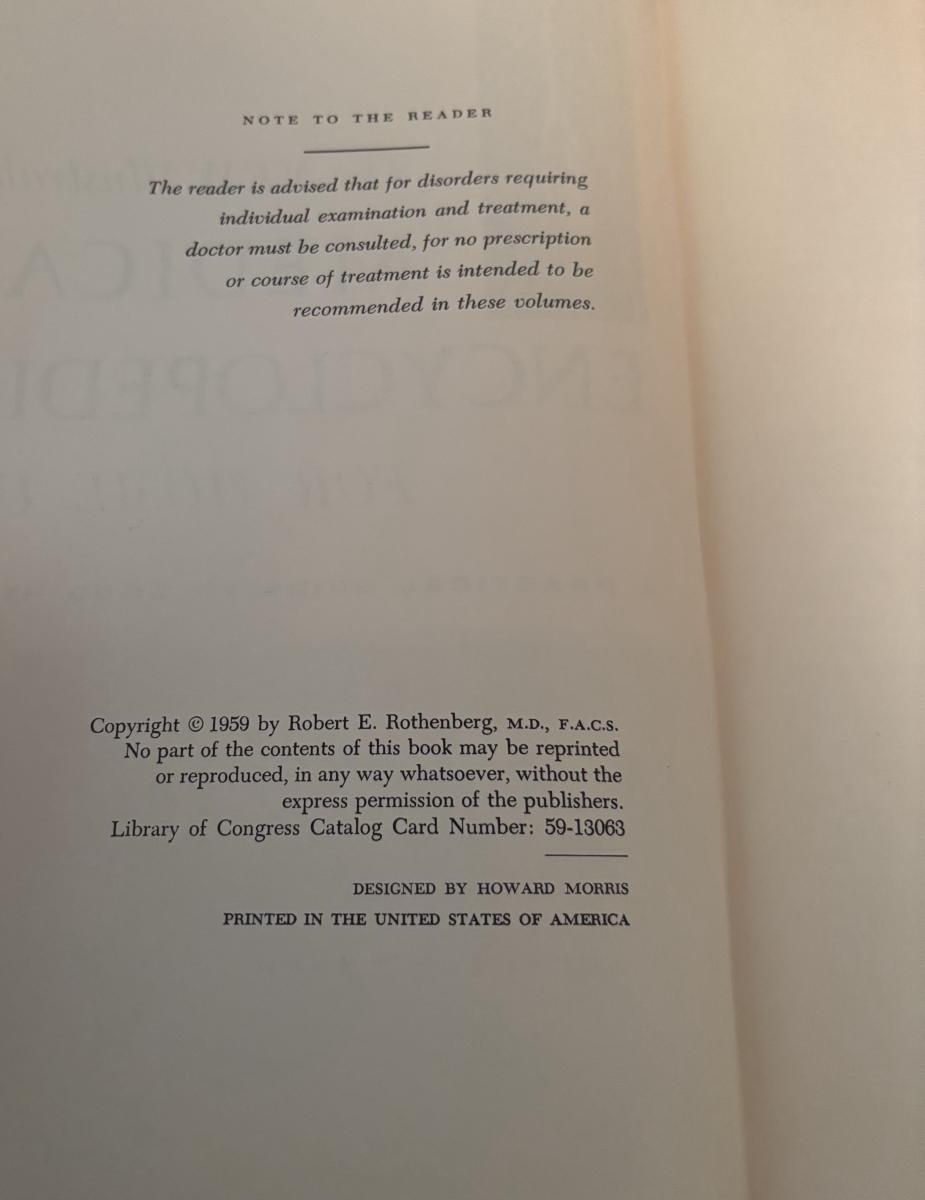 NOTE TO THE READER
The reader is advised that for disorders requiring
individual examination and treatment, a
doctor must be consulted, for no prescription
or course of treatment is intended to be
recommended in these volumes.
Copyright © 1959 by Robert E. Rothenberg, M.D., F.A.C.S.
No part of the contents of this book may be reprinted
or reproduced, in any way whatsoever, without the
express permission of the publishers.
Library of Congress Catalog Card Number: 59-13063
DESIGNED BY HOWARD MORRIS
PRINTED IN THE UNITED STATES OF AMERICA